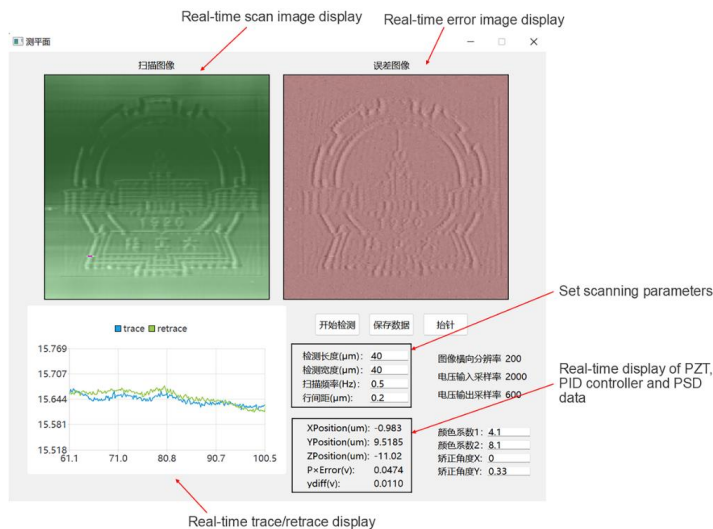 Real-time scan image display
Real-time error image display
测平面
扫描图像
误差图像
1920
哈工大
开始检测 保存数据 抬针
Set scanning parameters
trace retrace
15.769
15.707
15.644
15.581
15.518
61.1 71.0 80.8 90.7 100.5
检测长度(μm): 40
检测宽度(μm): 40
扫描频率(Hz): 0.5
行间距(μm): 0.2
图像横向分辨率 200
电压输入采样率 2000
电压输出采样率 600
Real-time display of PZT,
PID controller and PSD
data
XPosition(um): -0.983
YPosition(um): 9.5185
ZPosition(um): -11.02
P×Error(v): 0.0474
ydiff(v): 0.0110
颜色系数1: 4.1
颜色系数2: 8.1
矫正角度X: 0
矫正角度Y: 0.33
Real-time trace/retrace display